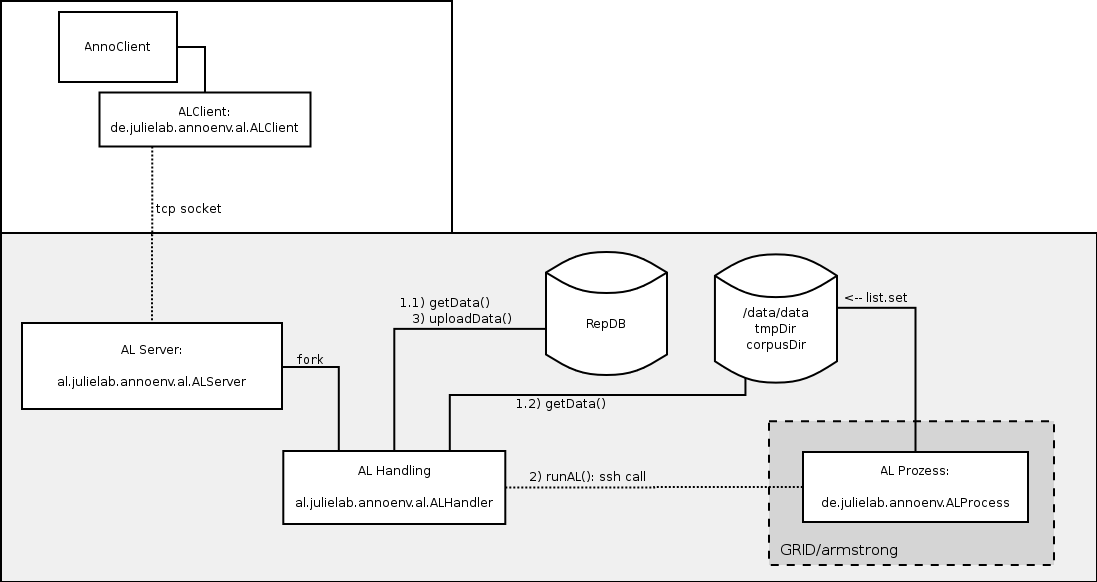 AnnoClient
ALClient:
de.julielab.annoenv.al.ALClient
tcp socket
RepDB
/data/data
tmpDir
corpusDir
<-- list.set
1.1) getData()
3) uploadData()
AL Server:
al.julielab.annoenv.al.ALServer
fork
1.2) getData()
AL Handling
al.julielab.annoenv.al.ALHandler
2) runAL(): ssh call
AL Prozess:
de.julielab.annoenv.ALProcess
GRID/armstrong